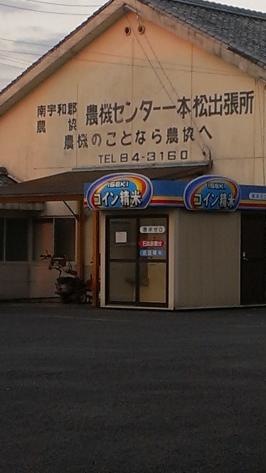 南宇和郡
農協
農機センター一本松出張所
農機のことなら農協へ
TEL 84-3160
ISEKI
コイン精米
ISEKI
コイン精米